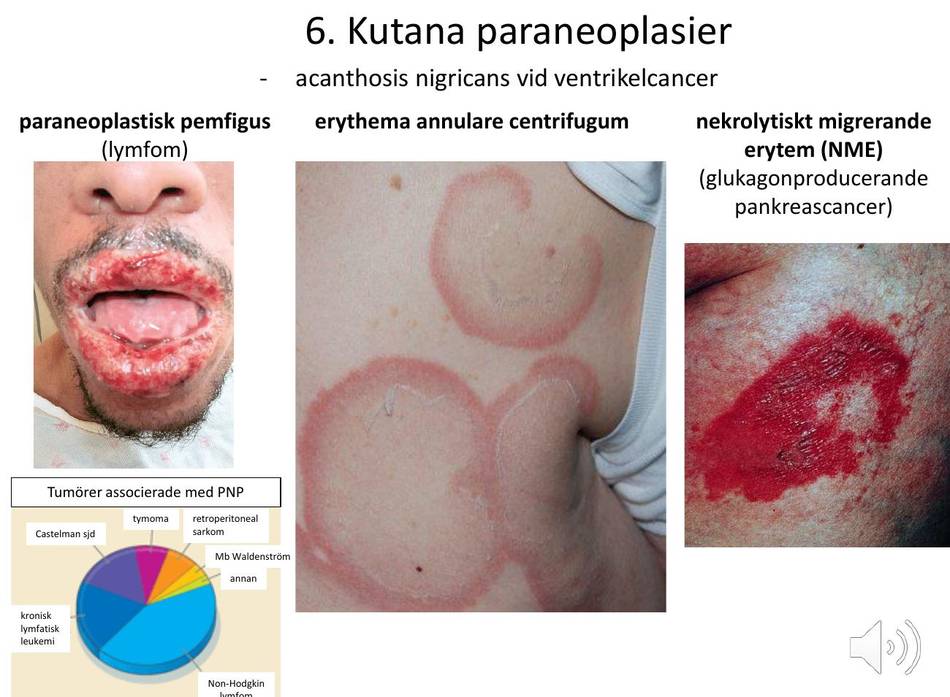 6. Kutana paraneoplasier
- acanthosis nigricans vid ventrikelcancer
paraneoplastisk pemfigus
(lymfom)
erythema annulare centrifugum
nekrolytiskt migrerande
erytem (NME)
(glukagonproducerande
pankreascancer)
Tumörer associerade med PNP
tymoma
retroperitoneal
sarkom
Castelman sjd
Mb Waldenström
annan
kronisk
lymfatisk
leukemi
Non-Hodgkin
lymfom